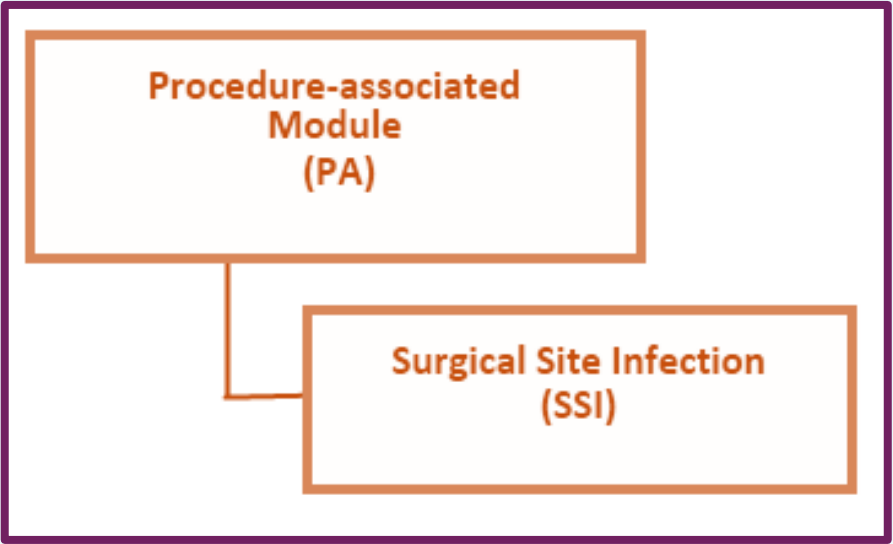 Procedure-associated
Module
(PA)
Surgical Site Infection
(SSI)